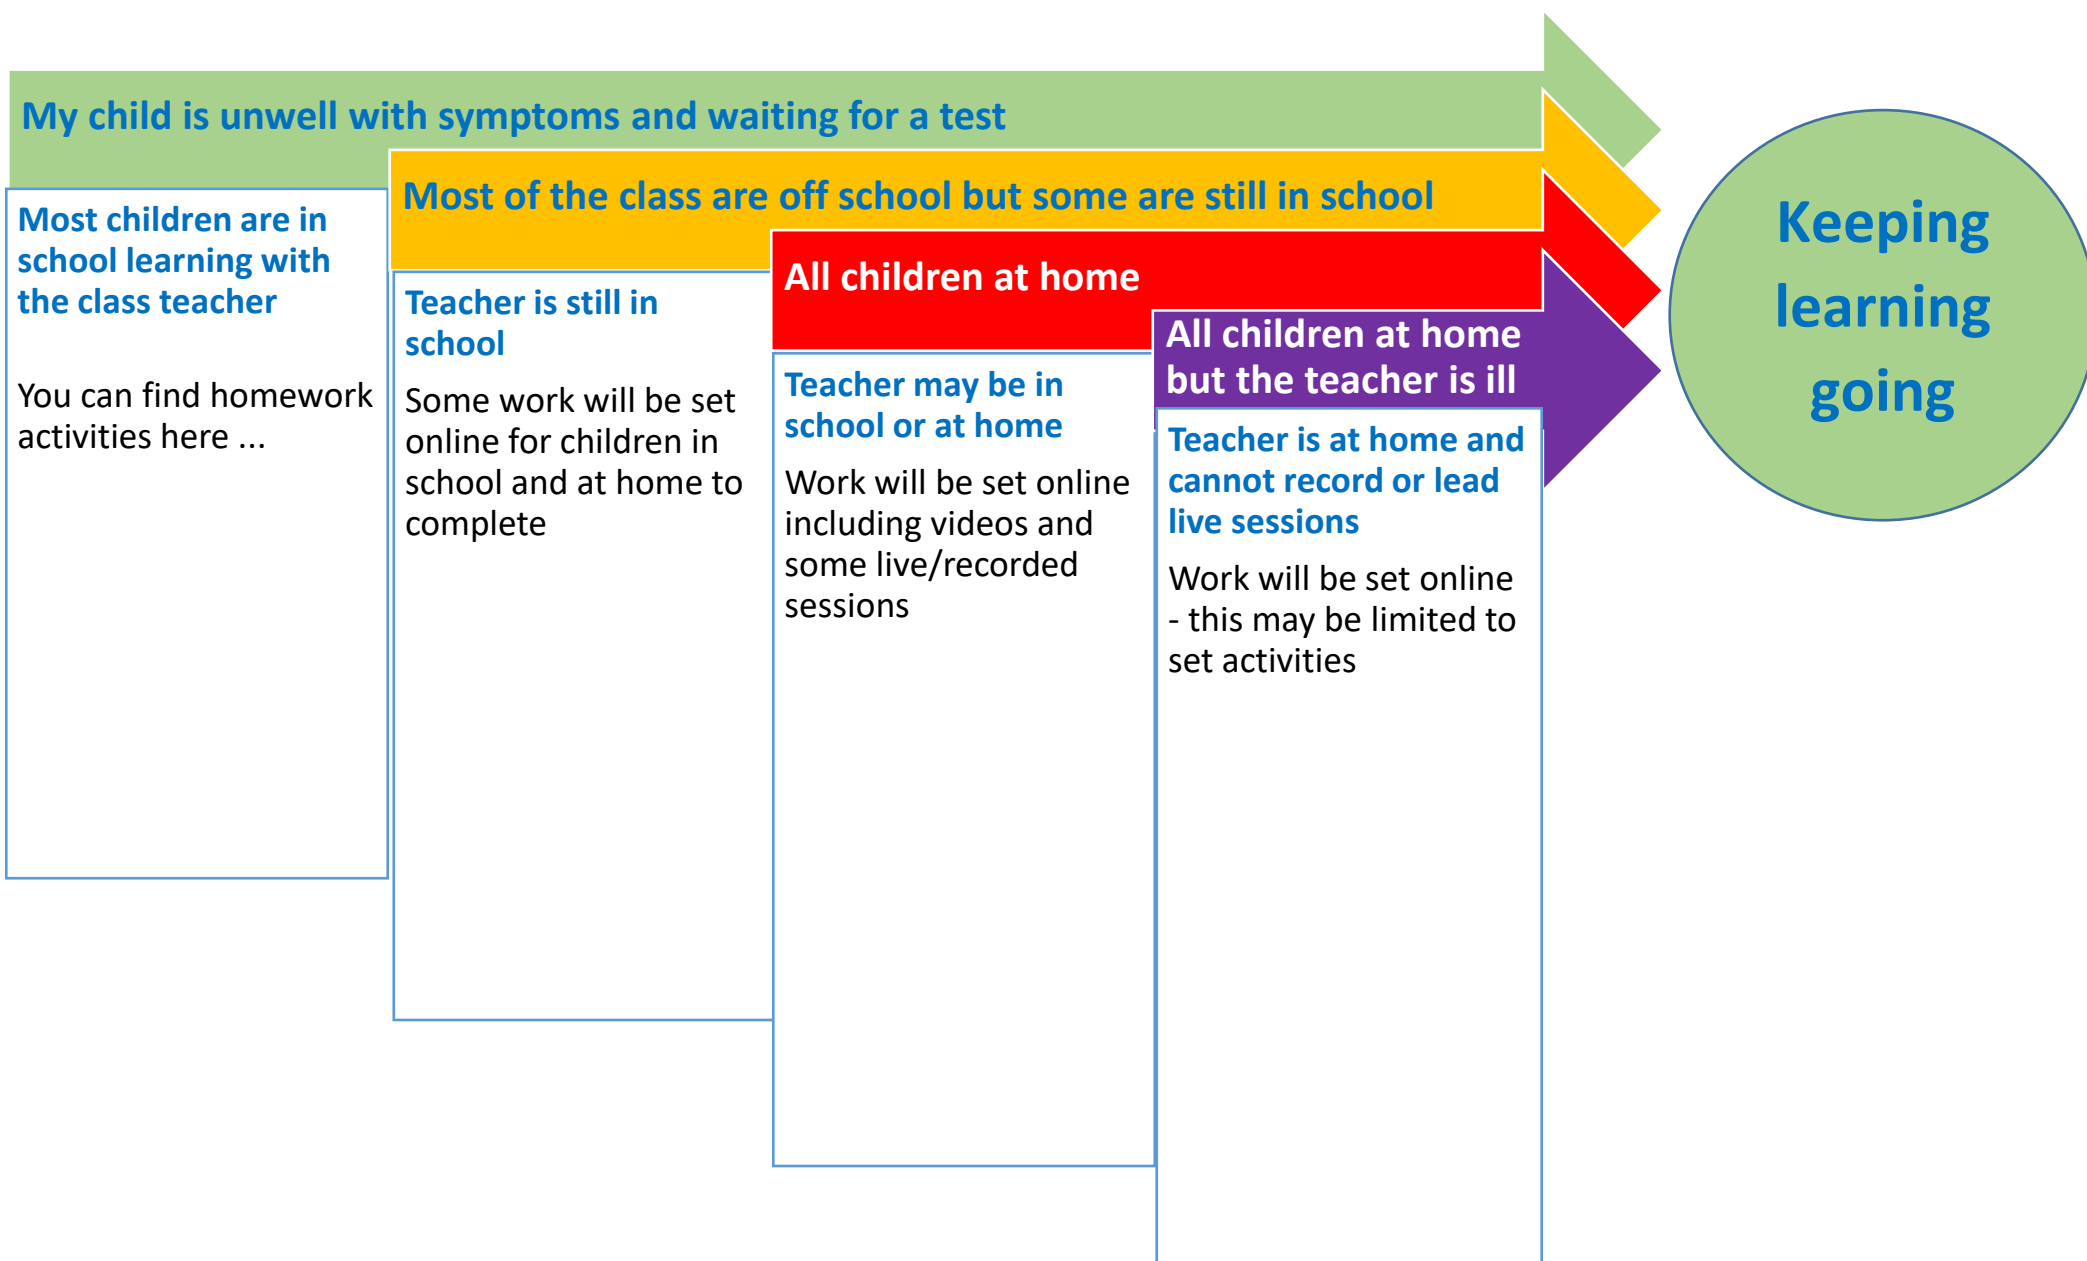 My child is unwell with symptoms and waiting for a test
Most children are in
school learning with
the class teacher
You can find homework
activities here ...
Most of the class are off school but some are still in school
Teacher is still in
school
Some work will be set
online for children in
school and at home to
complete
All children at home
Teacher may be in
school or at home
Work will be set online
including videos and
some live/recorded
sessions
All children at home
but the teacher is ill
Teacher is at home and
cannot record or lead
live sessions
Work will be set online
- this may be limited to
set activities
Keeping
learning
going